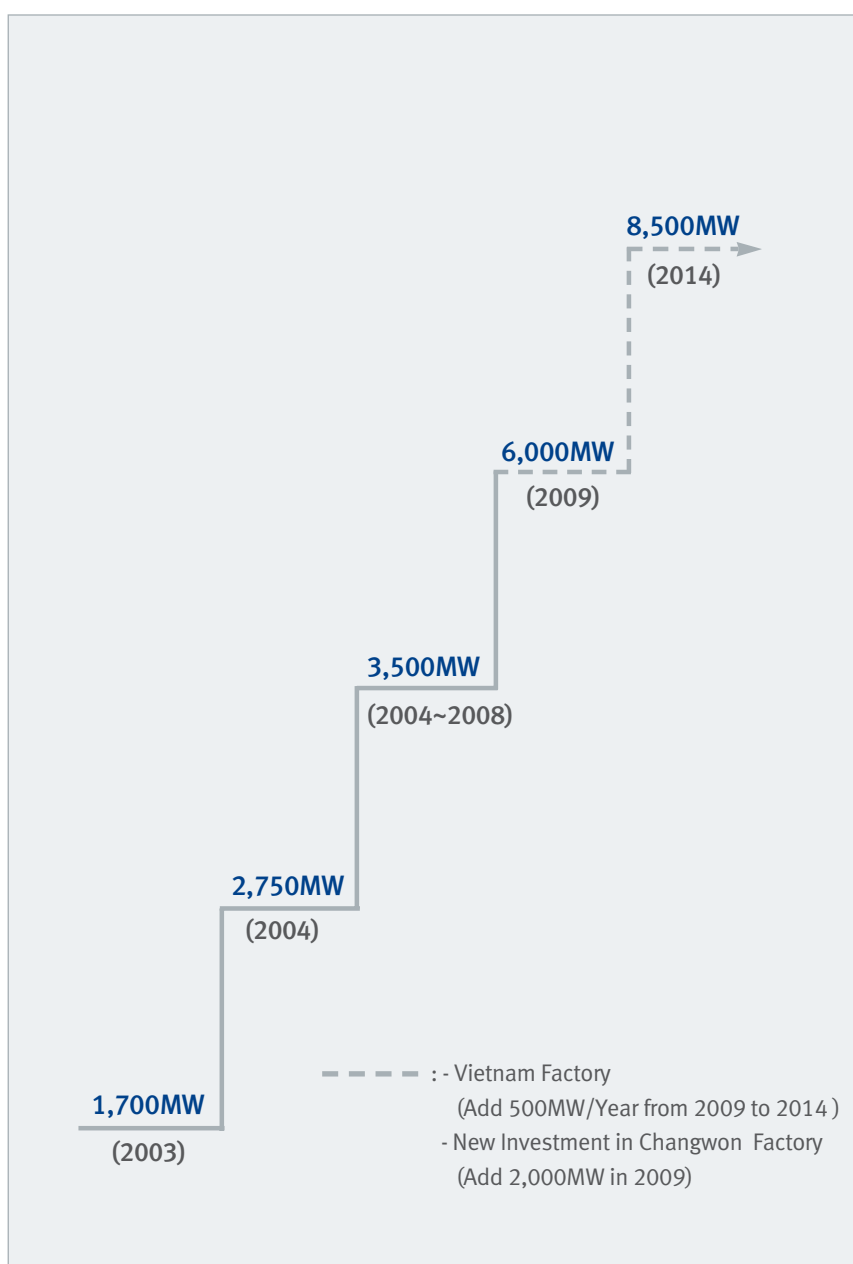 8,500MW
(2014)
6,000MW
(2009)
3,500MW
(2004~2008)
2,750MW
(2004)
: - Vietnam Factory
(Add 500MW/Year from 2009 to 2014 )
1,700MW
(2003)
- New Investment in Changwon Factory
(Add 2,000MW in 2009)